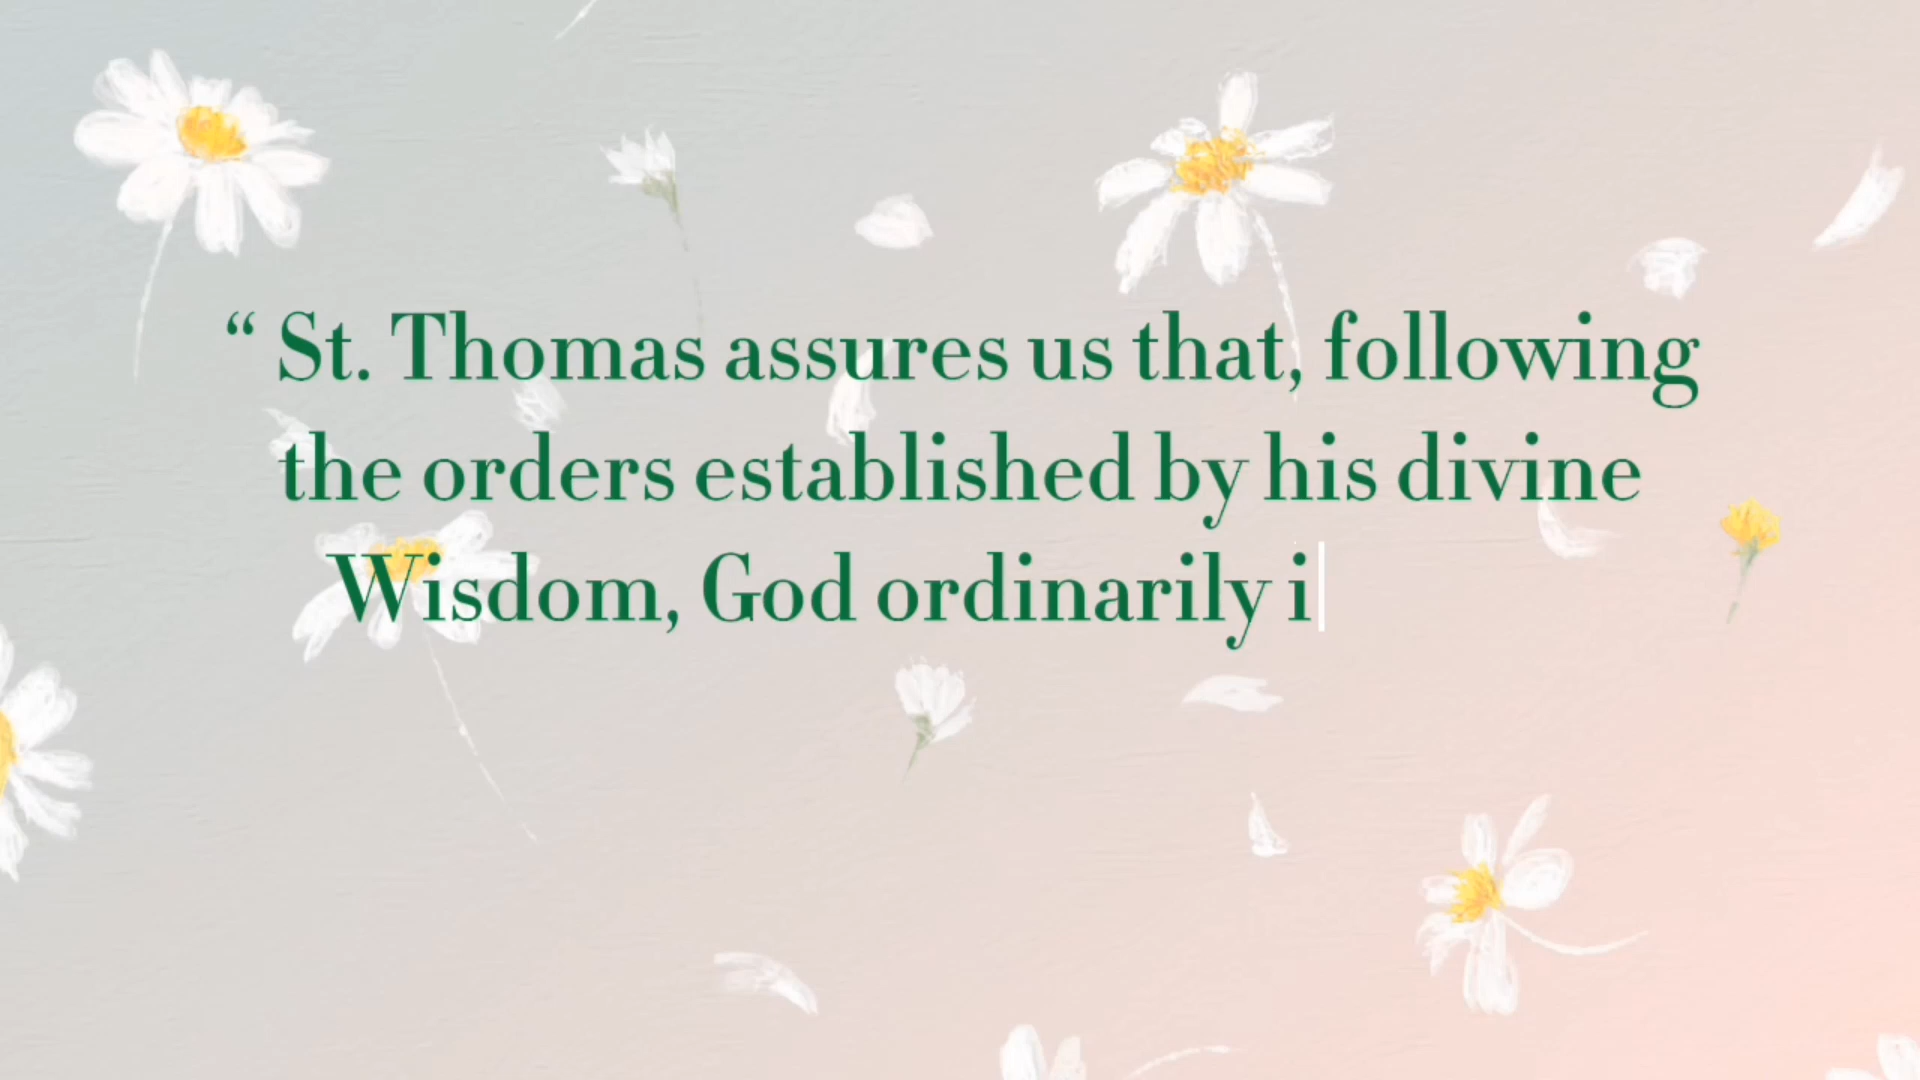 “ St. Thomas assures us that, following
the orders established by his divine
Wisdom, God ordinarily i